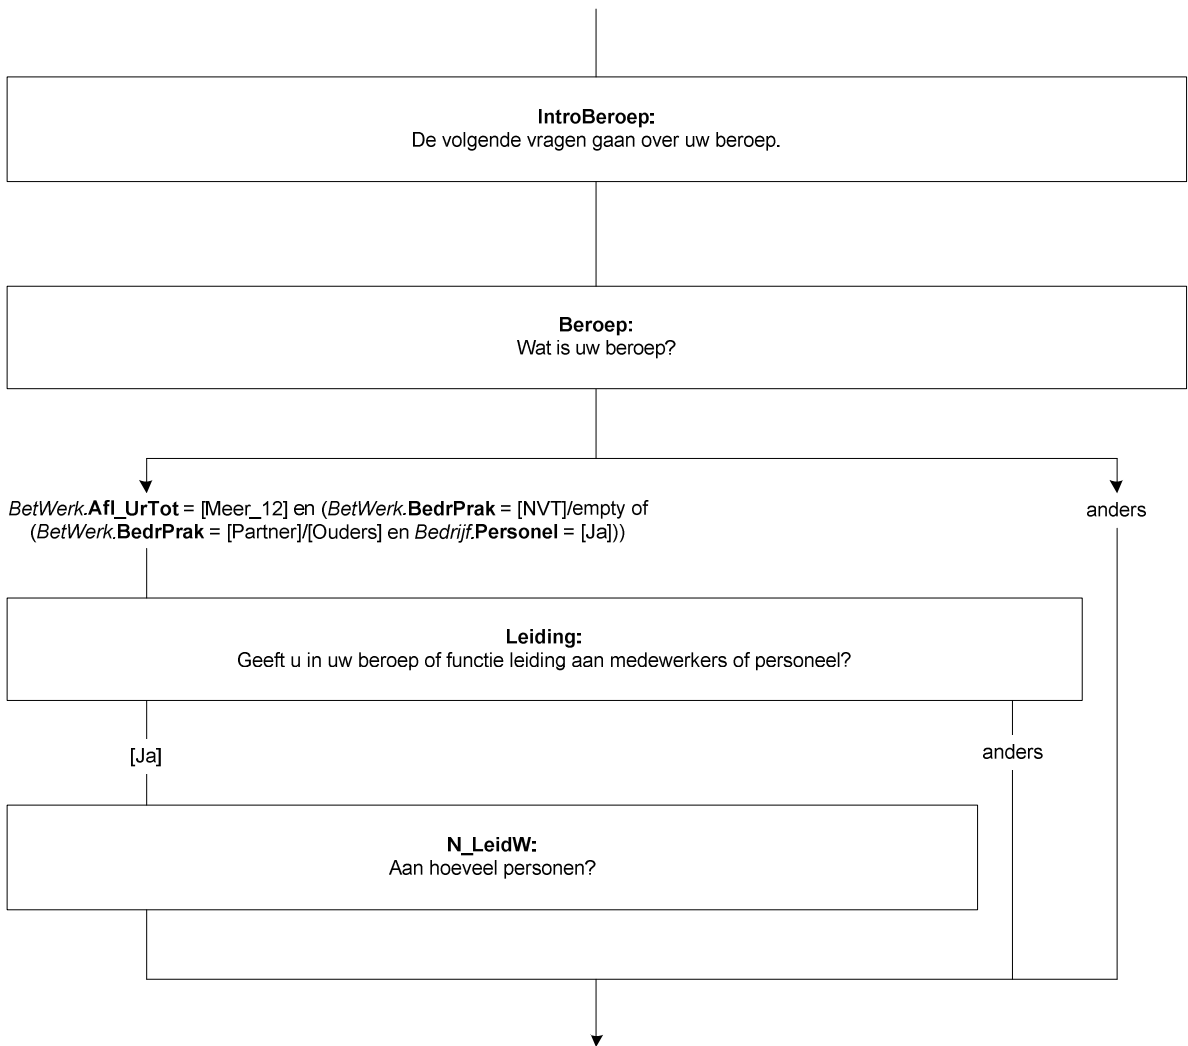 IntroBeroep:
De volgende vragen gaan over uw beroep.
Beroep:
Wat is uw beroep?
BetWerk.Afl_UrTot = [Meer_12] en (BetWerk.BedrPrak = [NVT]/empty of
(BetWerk.BedrPrak = [Partner]/[Ouders] en Bedrijf.Personel = [Ja]))
anders
Leiding:
Geeft u in uw beroep of functie leiding aan medewerkers of personeel?
[Ja]
anders
N_LeidW:
Aan hoeveel personen?